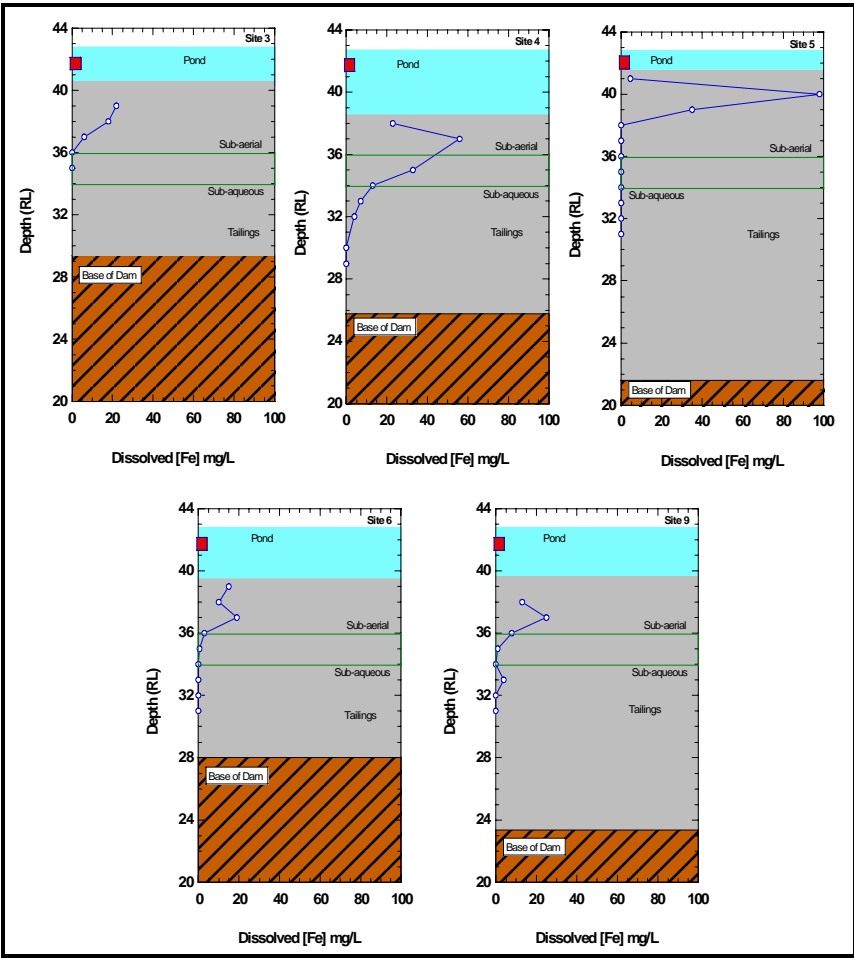 44
Site 3
Pond
40
Sub-aerial
36
Sub-aqueous
32
Tailings
Base of Dam
28
24
20
0 20 40 60 80 100
Depth (RL)
Dissolved [Fe] mg/L
44
Site 4
Pond
40
Sub-aerial
36
Sub-aqueous
32
Tailings
28
Base of Dam
24
20
0 20 40 60 80 100
Depth (RL)
Dissolved [Fe] mg/L
44
Site 5
Pond
40
Sub-aerial
36
Sub-aqueous
32
Tailings
28
24
Base of Dam
20
0 20 40 60 80 100
Depth (RL)
Dissolved [Fe] mg/L
44
Site 6
Pond
40
Sub-aerial
36
Sub-aqueous
32
Tailings
28
Base of Dam
24
20
0 20 40 60 80 100
Depth (RL)
Dissolved [Fe] mg/L
44
Site 9
Pond
40
Sub-aerial
36
Sub-aqueous
32
Tailings
28
24
Base of Dam
20
0 20 40 60 80 100
Depth (RL)
Dissolved [Fe] mg/L